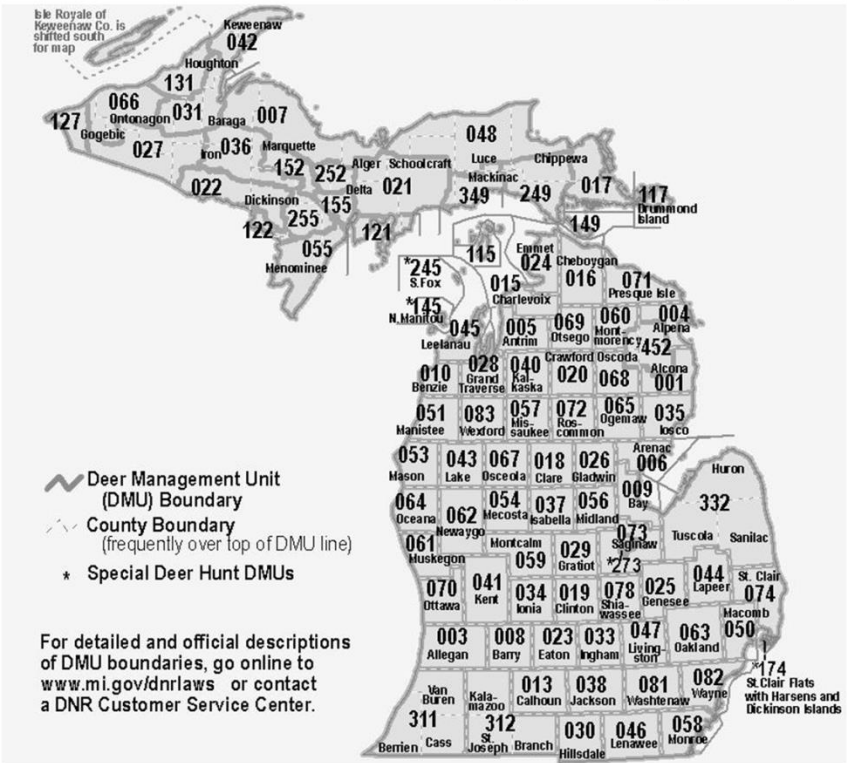 Isle Royale of
Keweenaw Co. is
shifted south
for map
Keweenaw
042
Houghton
131
066
Ontonagon
031
Baraga
007
127
Gogebic
027
Iron
036
Marquette
152
252
Alger
Schoolcraft
048
Luce
Chippewa
Mackinac
022
Dickinson
155
Delta
021
349
249
017
117
Drummond
Island
122
255
121
149
055
Menominee
115
Emmet
024
Cheboygan
016
*245
S.Fox
015
Charlevoix
071
Presque Isle
*145
N.Manitou
045
Leelanau
005
Antrim
069
Otsego
060
Mont-
morency
004
Alpena
452
010
Benzie
028
Grand
Traverse
040
Kal-
kaska
Crawford
020
Oscoda
068
Alcona
001
051
Manistee
083
Wexford
057
Mis-
saukee
072
Ros-
common
065
Ogemaw
035
Iosco
053
Mason
043
Lake
067
Osceola
018
Clare
026
Gladwin
Arenac
006
Huron
009
Bay
332
064
Oceana
062
Newaygo
054
Mecosta
037
Isabella
056
Midland
Tuscola
Sanilac
061
Muskegon
Montcalm
059
029
Gratiot
073
Saginaw
*273
070
Ottawa
041
Kent
034
Ionia
019
Clinton
078
Shia-
wassee
025
Genesee
044
Lapeer
St. Clair
074
Macomb
050
003
Allegan
008
Barry
023
Eaton
033
Ingham
047
Living-
ston
063
Oakland
*174
St.Clair Flats
with Harsens and
Dickinson Islands
Van
Buren
Kala-
mazoo
013
Calhoun
038
Jackson
081
Washtenaw
082
Wayne
311
Berrien
Cass
312
St.
Joseph
Branch
030
Hillsdale
046
Lenawee
058
Monroe
Deer Management Unit
(DMU) Boundary
County Boundary
(frequently over top of DMU line)
* Special Deer Hunt DMUs
For detailed and official descriptions
of DMU boundaries, go online to
www.mi.gov/dnrlaws or contact
a DNR Customer Service Center.